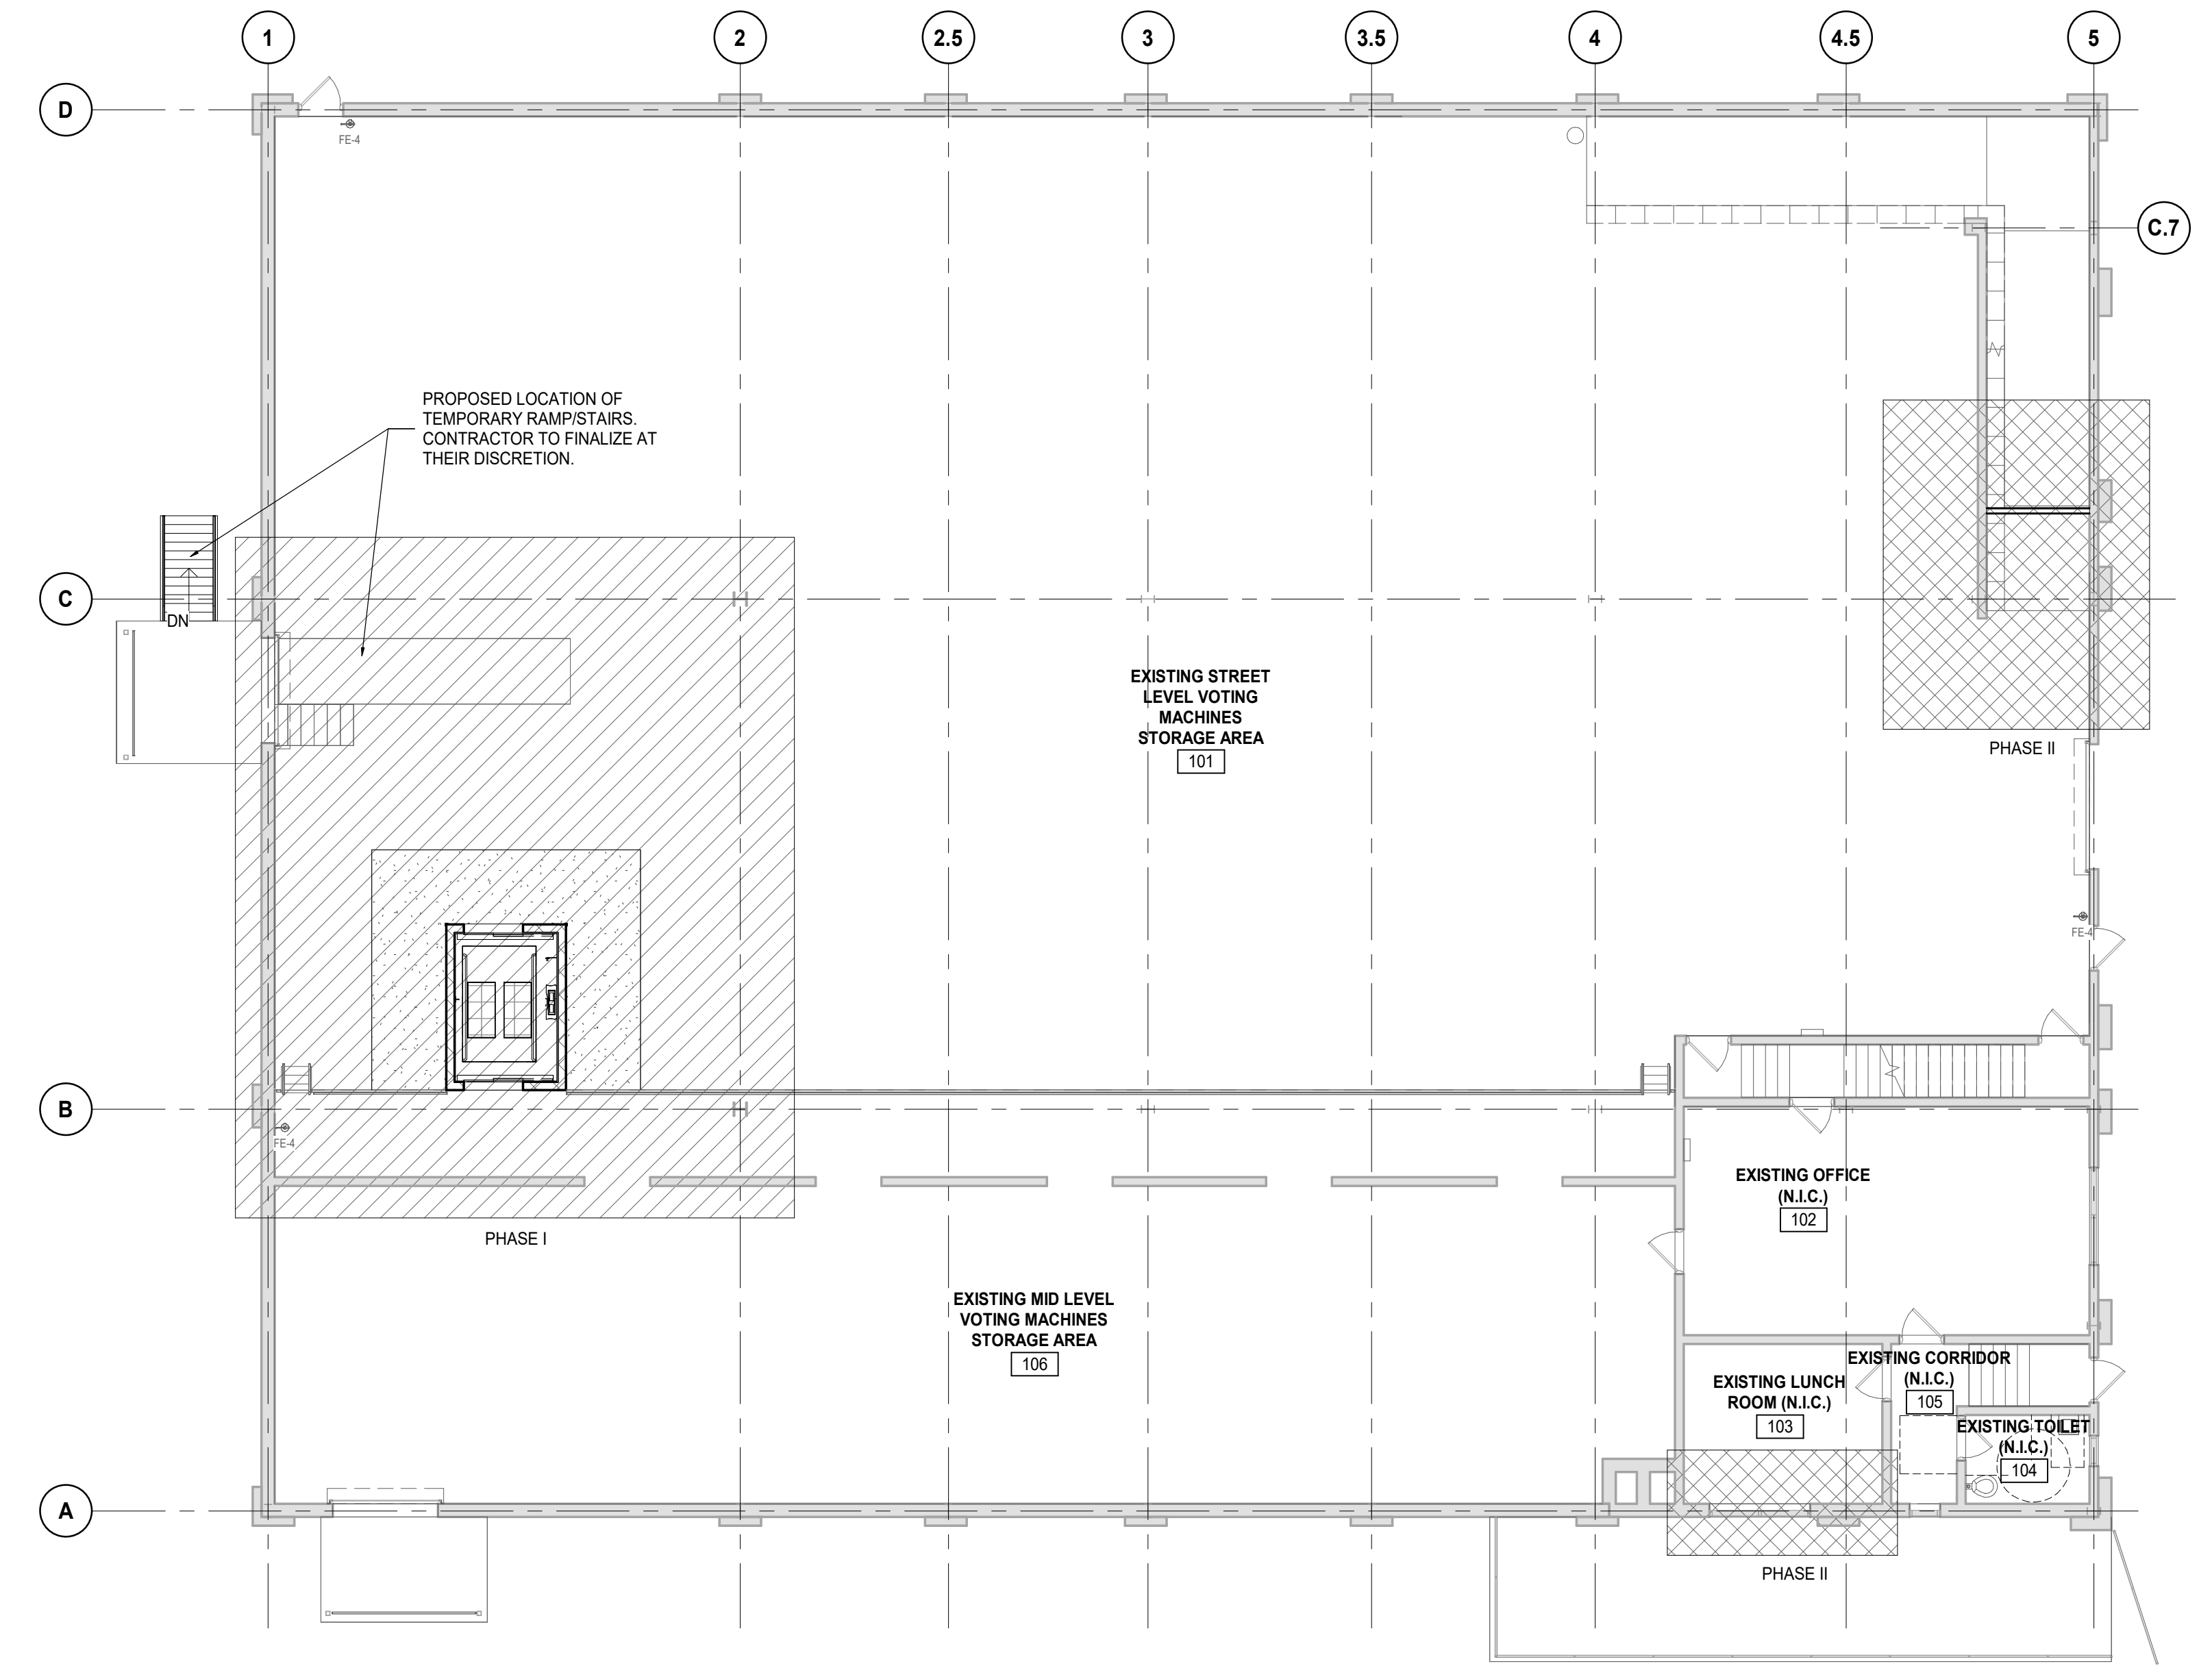 1
2
2.5
3
3.5
4
4.5
5
D
FE-4
C.7
PROPOSED LOCATION OF
TEMPORARY RAMP/STAIRS.
CONTRACTOR TO FINALIZE AT
THEIR DISCRETION.
C
DN
EXISTING STREET
LEVEL VOTING
MACHINES
STORAGE AREA
101
PHASE II
FE-4
B
FE-4
EXISTING OFFICE
(N.I.C.)
102
PHASE I
EXISTING MID LEVEL
VOTING MACHINES
STORAGE AREA
106
EXISTING CORRIDOR
(N.I.C.)
105
EXISTING LUNCH
ROOM (N.I.C.)
103
EXISTING TOILET
(N.I.C.)
104
A
PHASE II